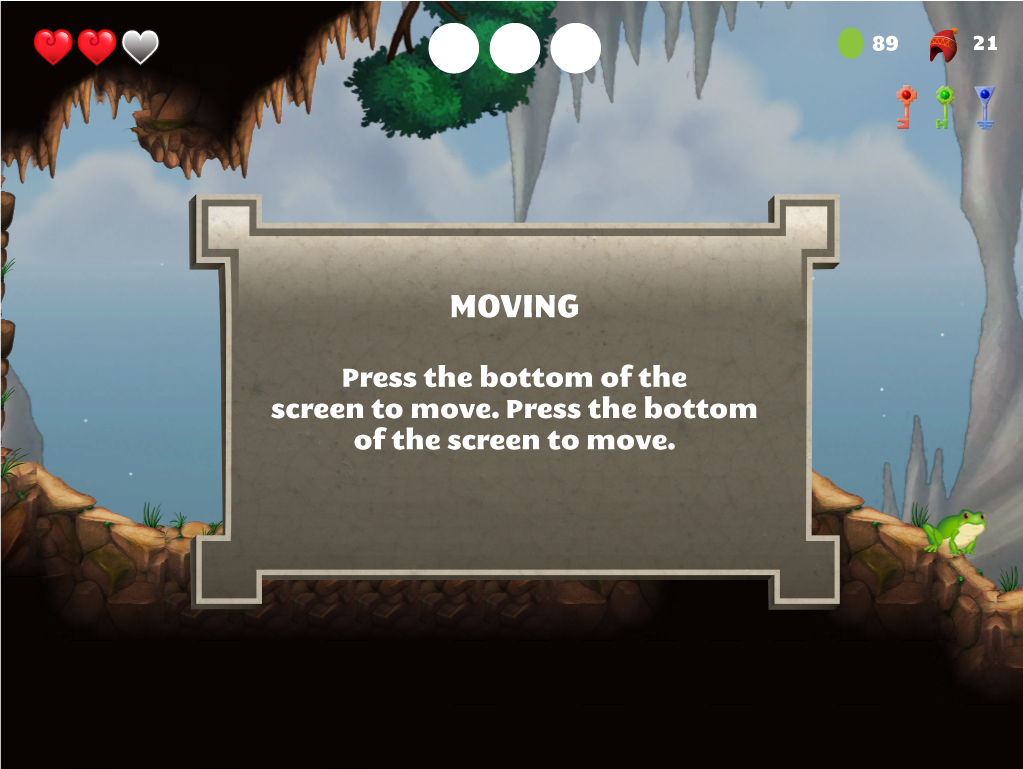 89
21
MOVING
Press the bottom of the
screen to move. Press the bottom
of the screen to move.